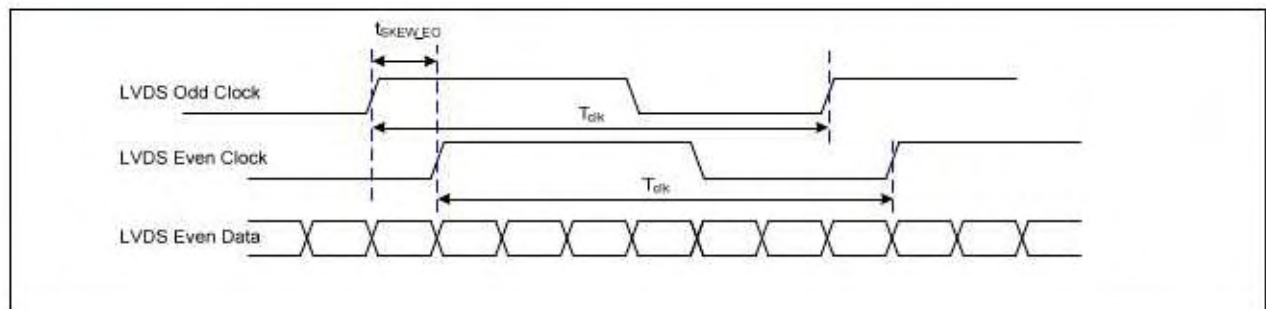 tSKEW_EO
LVDS Odd Clock
Tclk
LVDS Even Clock
Tclk
LVDS Even Data